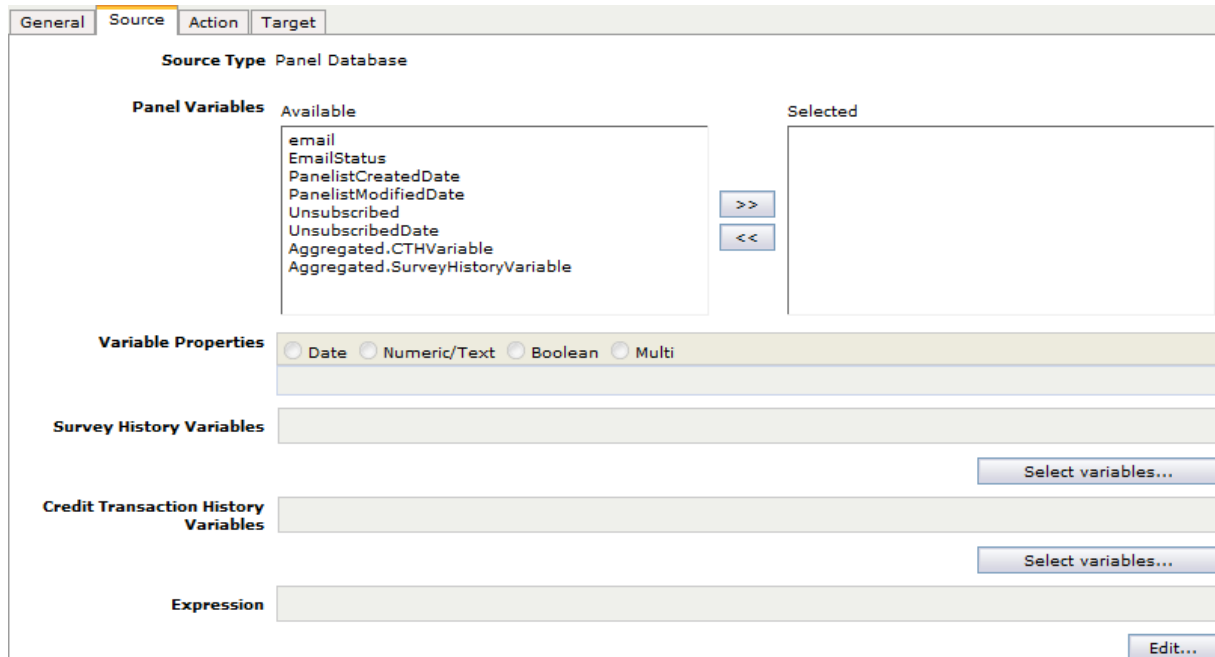 General Source Action Target
Source Type Panel Database
Panel Variables Available Selected
email
EmailStatus
PanelistCreatedDate
PanelistModifiedDate
>>
Unsubscribed
UnsubscribedDate
<<
Aggregated.CTHVariable
Aggregated.SurveyHistoryVariable
Variable Properties Date Numeric/Text Boolean Multi
Survey History Variables
Select variables...
Credit Transaction History
Variables
Select variables...
Expression
Edit...